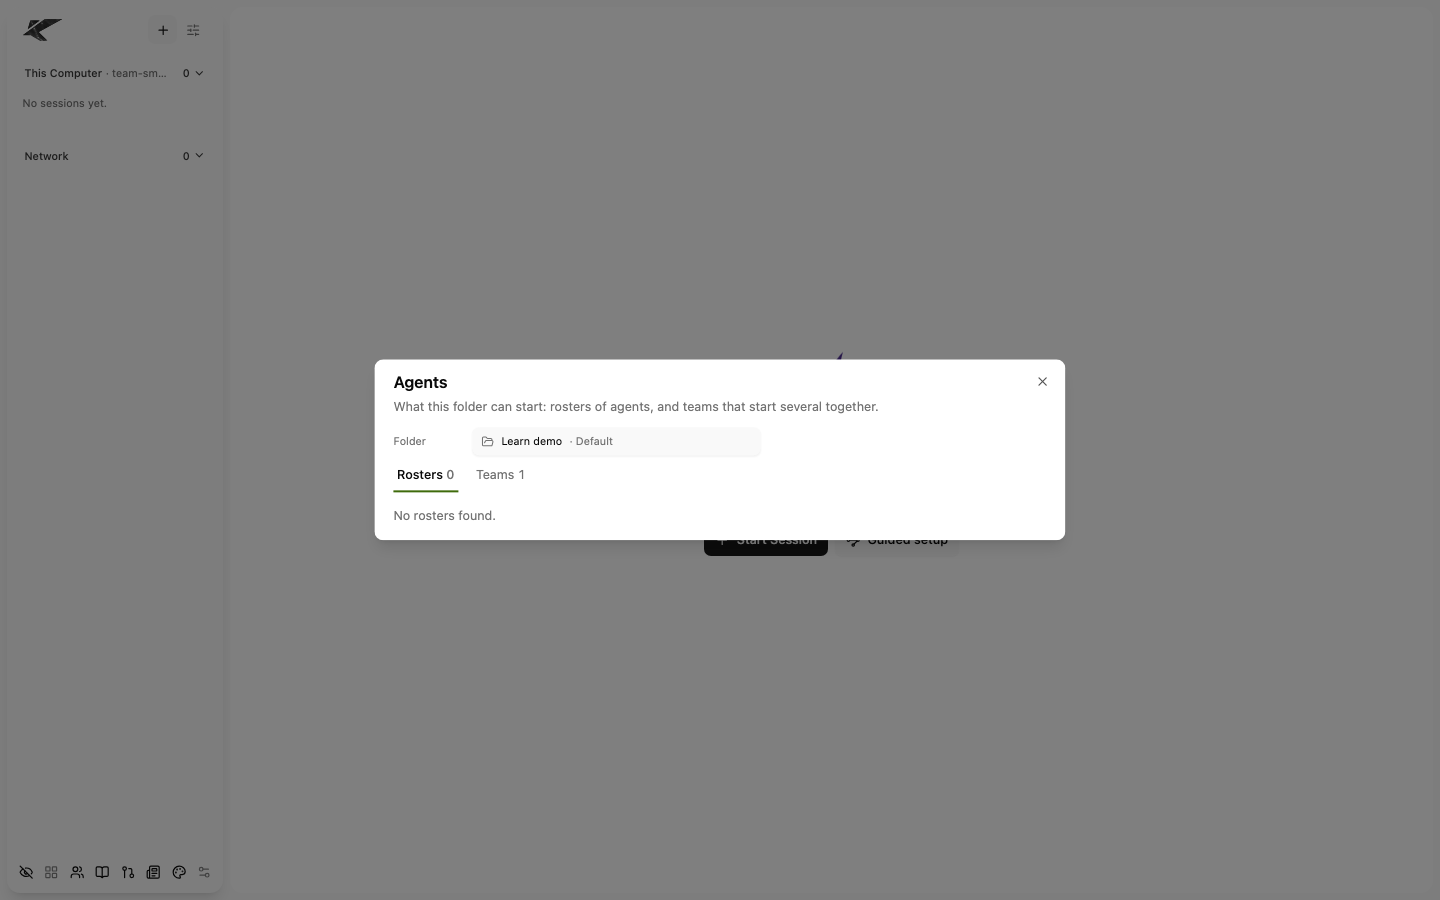 This Computer · team-sm... 0
No sessions yet.
Network 0
Agents
What this folder can start: rosters of agents, and teams that start several together.
Folder Learn demo · Default
Rosters 0 Teams 1
No rosters found.
Start Session Guided setup